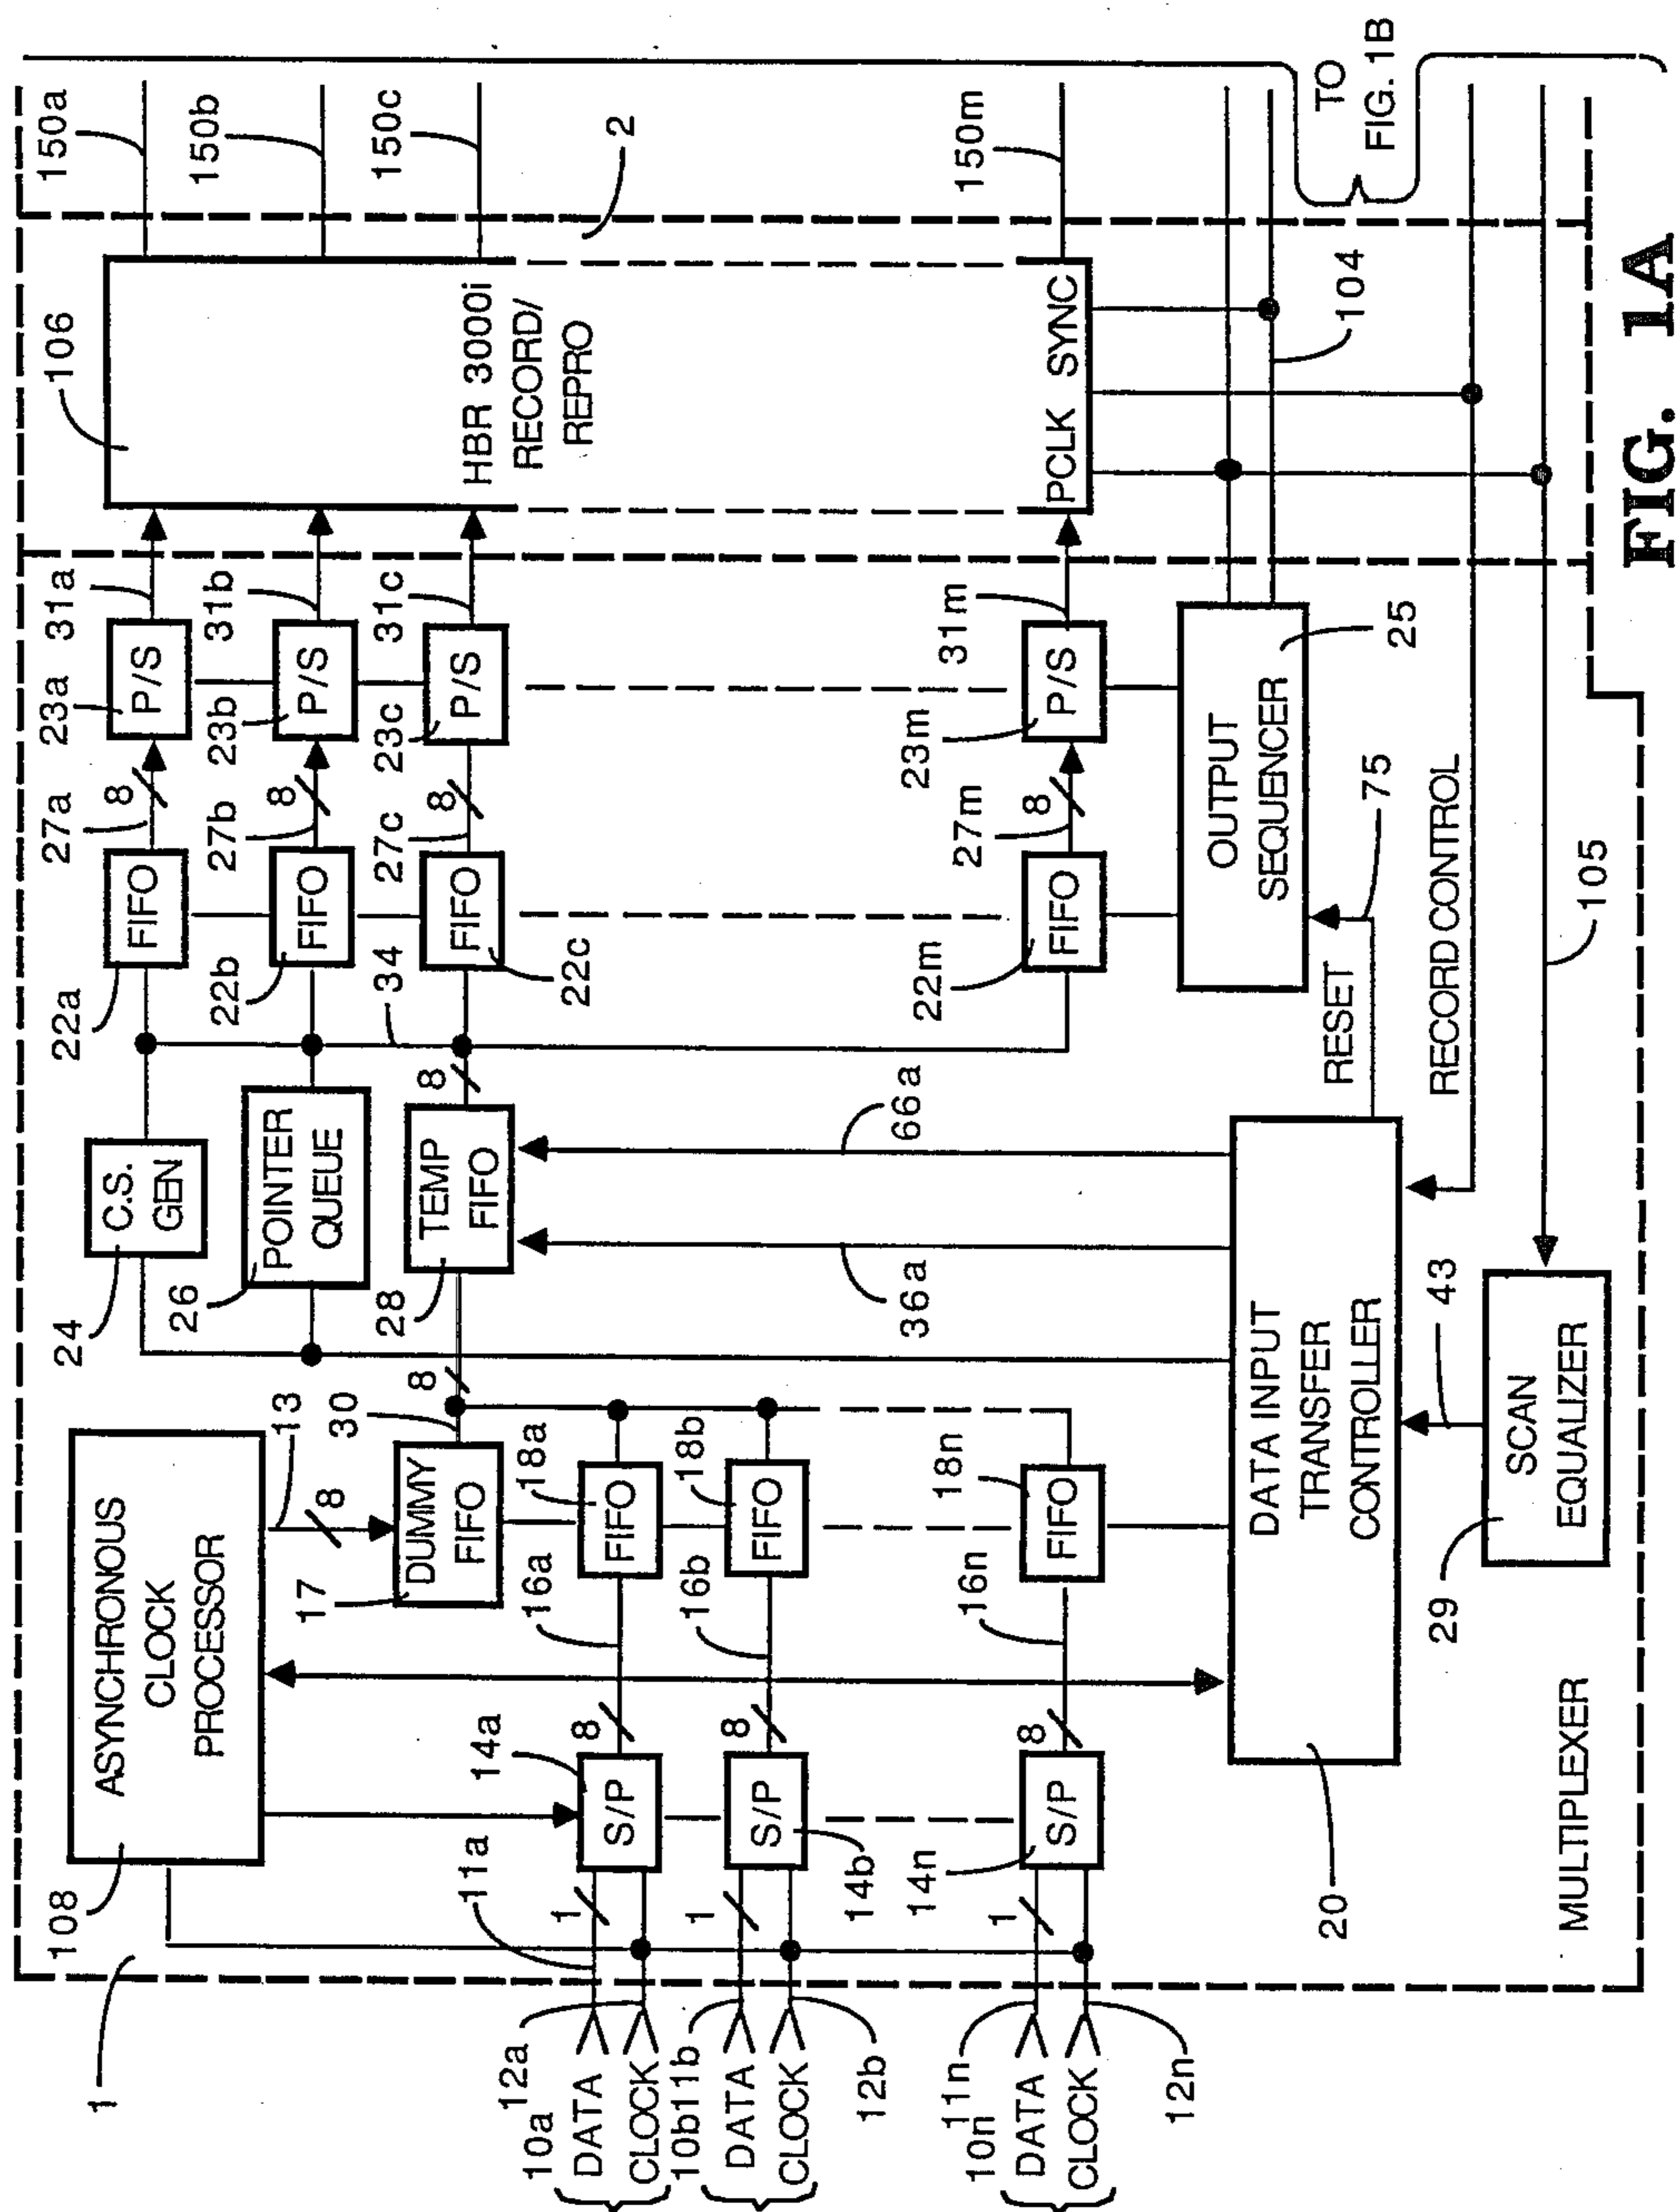 1
108
ASYNCHRONOUS
CLOCK
PROCESSOR
13
8
17
DUMMY
FIFO
30
8
24
C.S.
GEN
26
POINTER
QUEUE
28
TEMP
FIFO
8
34
22a
FIFO
27a
8
23a
P/S
31a
22b
FIFO
27b
8
23b
P/S
31b
22c
FIFO
27c
8
23c
P/S
31c
22m
FIFO
27m
8
23m
P/S
31m
106
HBR 3000i
RECORD/
REPRO
PCLK
SYNC
2
150a
150b
150c
150m
10a
12a
11a
DATA
CLOCK
1
14a
S/P
8
16a
18a
FIFO
10b
11b
12b
DATA
CLOCK
1
14b
S/P
8
16b
18b
FIFO
10n
11n
12n
DATA
CLOCK
1
14n
S/P
8
16n
18n
FIFO
36a
66a
20
DATA INPUT
TRANSFER
CONTROLLER
RESET
75
OUTPUT
SEQUENCER
25
104
RECORD CONTROL
105
43
29
SCAN
EQUALIZER
MULTIPLEXER
TO
FIG. 1B
FIG. 1A